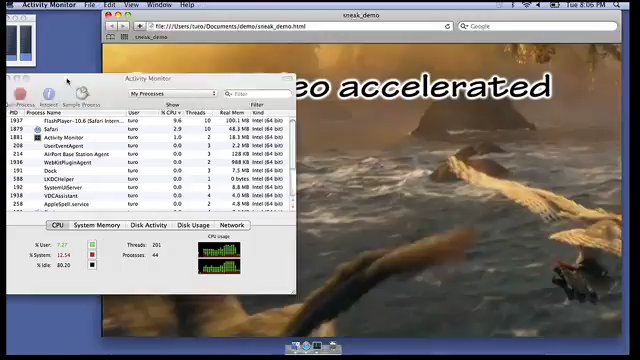 Activity Monitor File Edit View Window Help
Tue 8:06 PM
sneak_demo
file:///Users/turo/Documents/demo/sneak_demo.html
Google
sneak_demo
Activity Monitor
Inspect Sample Process
My Processes
Filter
Show
Filter
PID Process Name User % CPU Threads Real Mem Kind
1937 FlashPlayer-10.6 (Safari Intern... turo 9.6 10 100.1 MB Intel (64 bit)
1879 Safari turo 2.9 10 48.3 MB Intel (64 bit)
1881 Activity Monitor turo 1.0 2 18.3 MB Intel (64 bit)
208 UserEventAgent turo 0.0 3 2.2 MB Intel (64 bit)
214 AirPort Base Station Agent turo 0.0 3 128 KB Intel (64 bit)
1936 WebKitPluginAgent turo 0.0 2 988 KB Intel (64 bit)
191 Dock turo 0.0 3 7.5 MB Intel (64 bit)
588 turo 0.0 1 0 bytes Intel (64 bit)
192 SystemUIServer turo 0.0 3 8.8 MB Intel (64 bit)
1938 VDCAssistant turo 0.0 4 4.0 MB Intel (64 bit)
258 AppleSpell.service turo 0.0 2 Intel (64 bit)
CPU System Memory Disk Activity Disk Usage Network
CPU Usage
% User: 7.27 Threads: 201
% System: 12.54 Processes: 44
% Idle: 80.20
eo accelerated